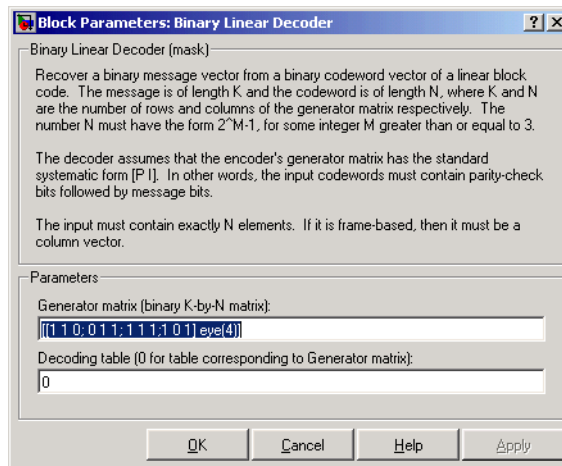 Block Parameters: Binary Linear Decoder
Binary Linear Decoder (mask)
Recover a binary message vector from a binary codeword vector of a linear block
code. The message is of length K and the codeword is of length N, where K and N
are the number of rows and columns of the generator matrix respectively. The
number N must have the form 2^M-1, for some integer M greater than or equal to 3.
The decoder assumes that the encoder's generator matrix has the standard
systematic form [P I]. In other words, the input codewords must contain parity-check
bits followed by message bits.
The input must contain exactly N elements. If it is frame-based, then it must be a
column vector.
Parameters
Generator matrix (binary K-by-N matrix):
[[1 1 0; 0 1 1; 1 1 1;1 0 1] eye(4)]
Decoding table (0 for table corresponding to Generator matrix):
0
OK Cancel Help Apply